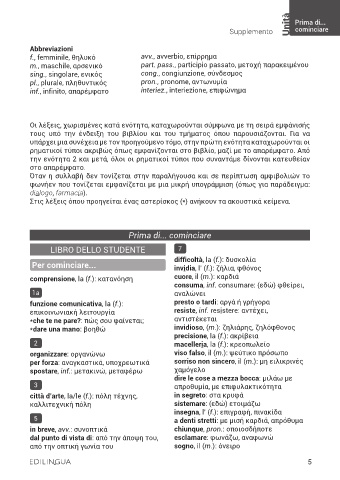 Prima di...
Supplemento Unità cominciare
Abbreviazioni
f., femminile, θηλυκό
m., maschile, αρσενικό
sing., singolare, ενικός
pl., plurale, πληθυντικός
inf., infinito, απαρέμφατο
avv., avverbio, επίρρημα
part. pass., participio passato, μετοχή παρακειμένου
cong., congiunzione, σύνδεσμος
pron., pronome, αντωνυμία
interiez., interiezione, επιφώνημα
Οι λέξεις, χωρισμένες κατά ενότητα, καταχωρούνται σύμφωνα με τη σειρά εμφάνισής
τους υπό την ένδειξη του βιβλίου και του τμήματος όπου παρουσιάζονται. Για να
υπάρχει μια συνέχεια με τον προηγούμενο τόμο, στην πρώτη ενότητα καταχωρούνται οι
ρηματικοί τύποι ακριβώς όπως εμφανίζονται στο βιβλίο, μαζί με το απαρέμφατο. Από
την ενότητα 2 και μετά, όλοι οι ρηματικοί τύποι που συναντάμε δίνονται κατευθείαν
στο απαρέμφατο.
Όταν η συλλαβή δεν τονίζεται στην παραλήγουσα και σε περίπτωση αμφιβολιών το
φωνήεν που τονίζεται εμφανίζεται με μια μικρή υπογράμμιση (όπως για παράδειγμα:
dialogo, farmacia).
Στις λέξεις όπου προηγείται ένας αστερίσκος (*) ανήκουν τα ακουστικά κείμενα.
Prima di... cominciare
LIBRO DELLO STUDENTE
Per cominciare...
comprensione, la (f.): κατανόηση
1a
funzione comunicativa, la (f.):
επικοινωνιακή λειτουργία
*che te ne pare?: πώς σου φαίνεται;
*dare una mano: βοηθώ
2
organizzare: οργανώνω
per forza: αναγκαστικά, υποχρεωτικά
spostare, inf.: μετακινώ, μεταφέρω
3
città d'arte, la/le (f.): πόλη τέχνης,
καλλιτεχνική πόλη
5
in breve, avv.: συνοπτικά
dal punto di vista di: από την άποψη του,
από την οπτική γωνία του
7
difficoltà, la (f.): δυσκολία
invidia, l' (f.): ζήλια, φθόνος
cuore, il (m.): καρδιά
consuma, inf. consumare: (εδώ) φθείρει,
αναλώνει
presto o tardi: αργά ή γρήγορα
resiste, inf. resistere: αντέχει,
αντιστέκεται
invidioso, (m.): ζηλιάρης, ζηλόφθονος
precisione, la (f.): ακρίβεια
macelleria, la (f.): κρεοπωλείο
viso falso, il (m.): ψεύτικο πρόσωπο
sorriso non sincero, il (m.): μη ειλικρινές
χαμόγελο
dire le cose a mezza bocca: μιλάω με
απροθυμία, με επιφυλακτικότητα
in segreto: στα κρυφά
sistemare: (εδώ) ετοιμάζω
insegna, l' (f.): επιγραφή, πινακίδα
a denti stretti: με μισή καρδιά, απρόθυμα
chiunque, pron.: οποιοσδήποτε
esclamare: φωνάζω, αναφωνώ
sogno, il (m.): όνειρο
EDILINGUA 5